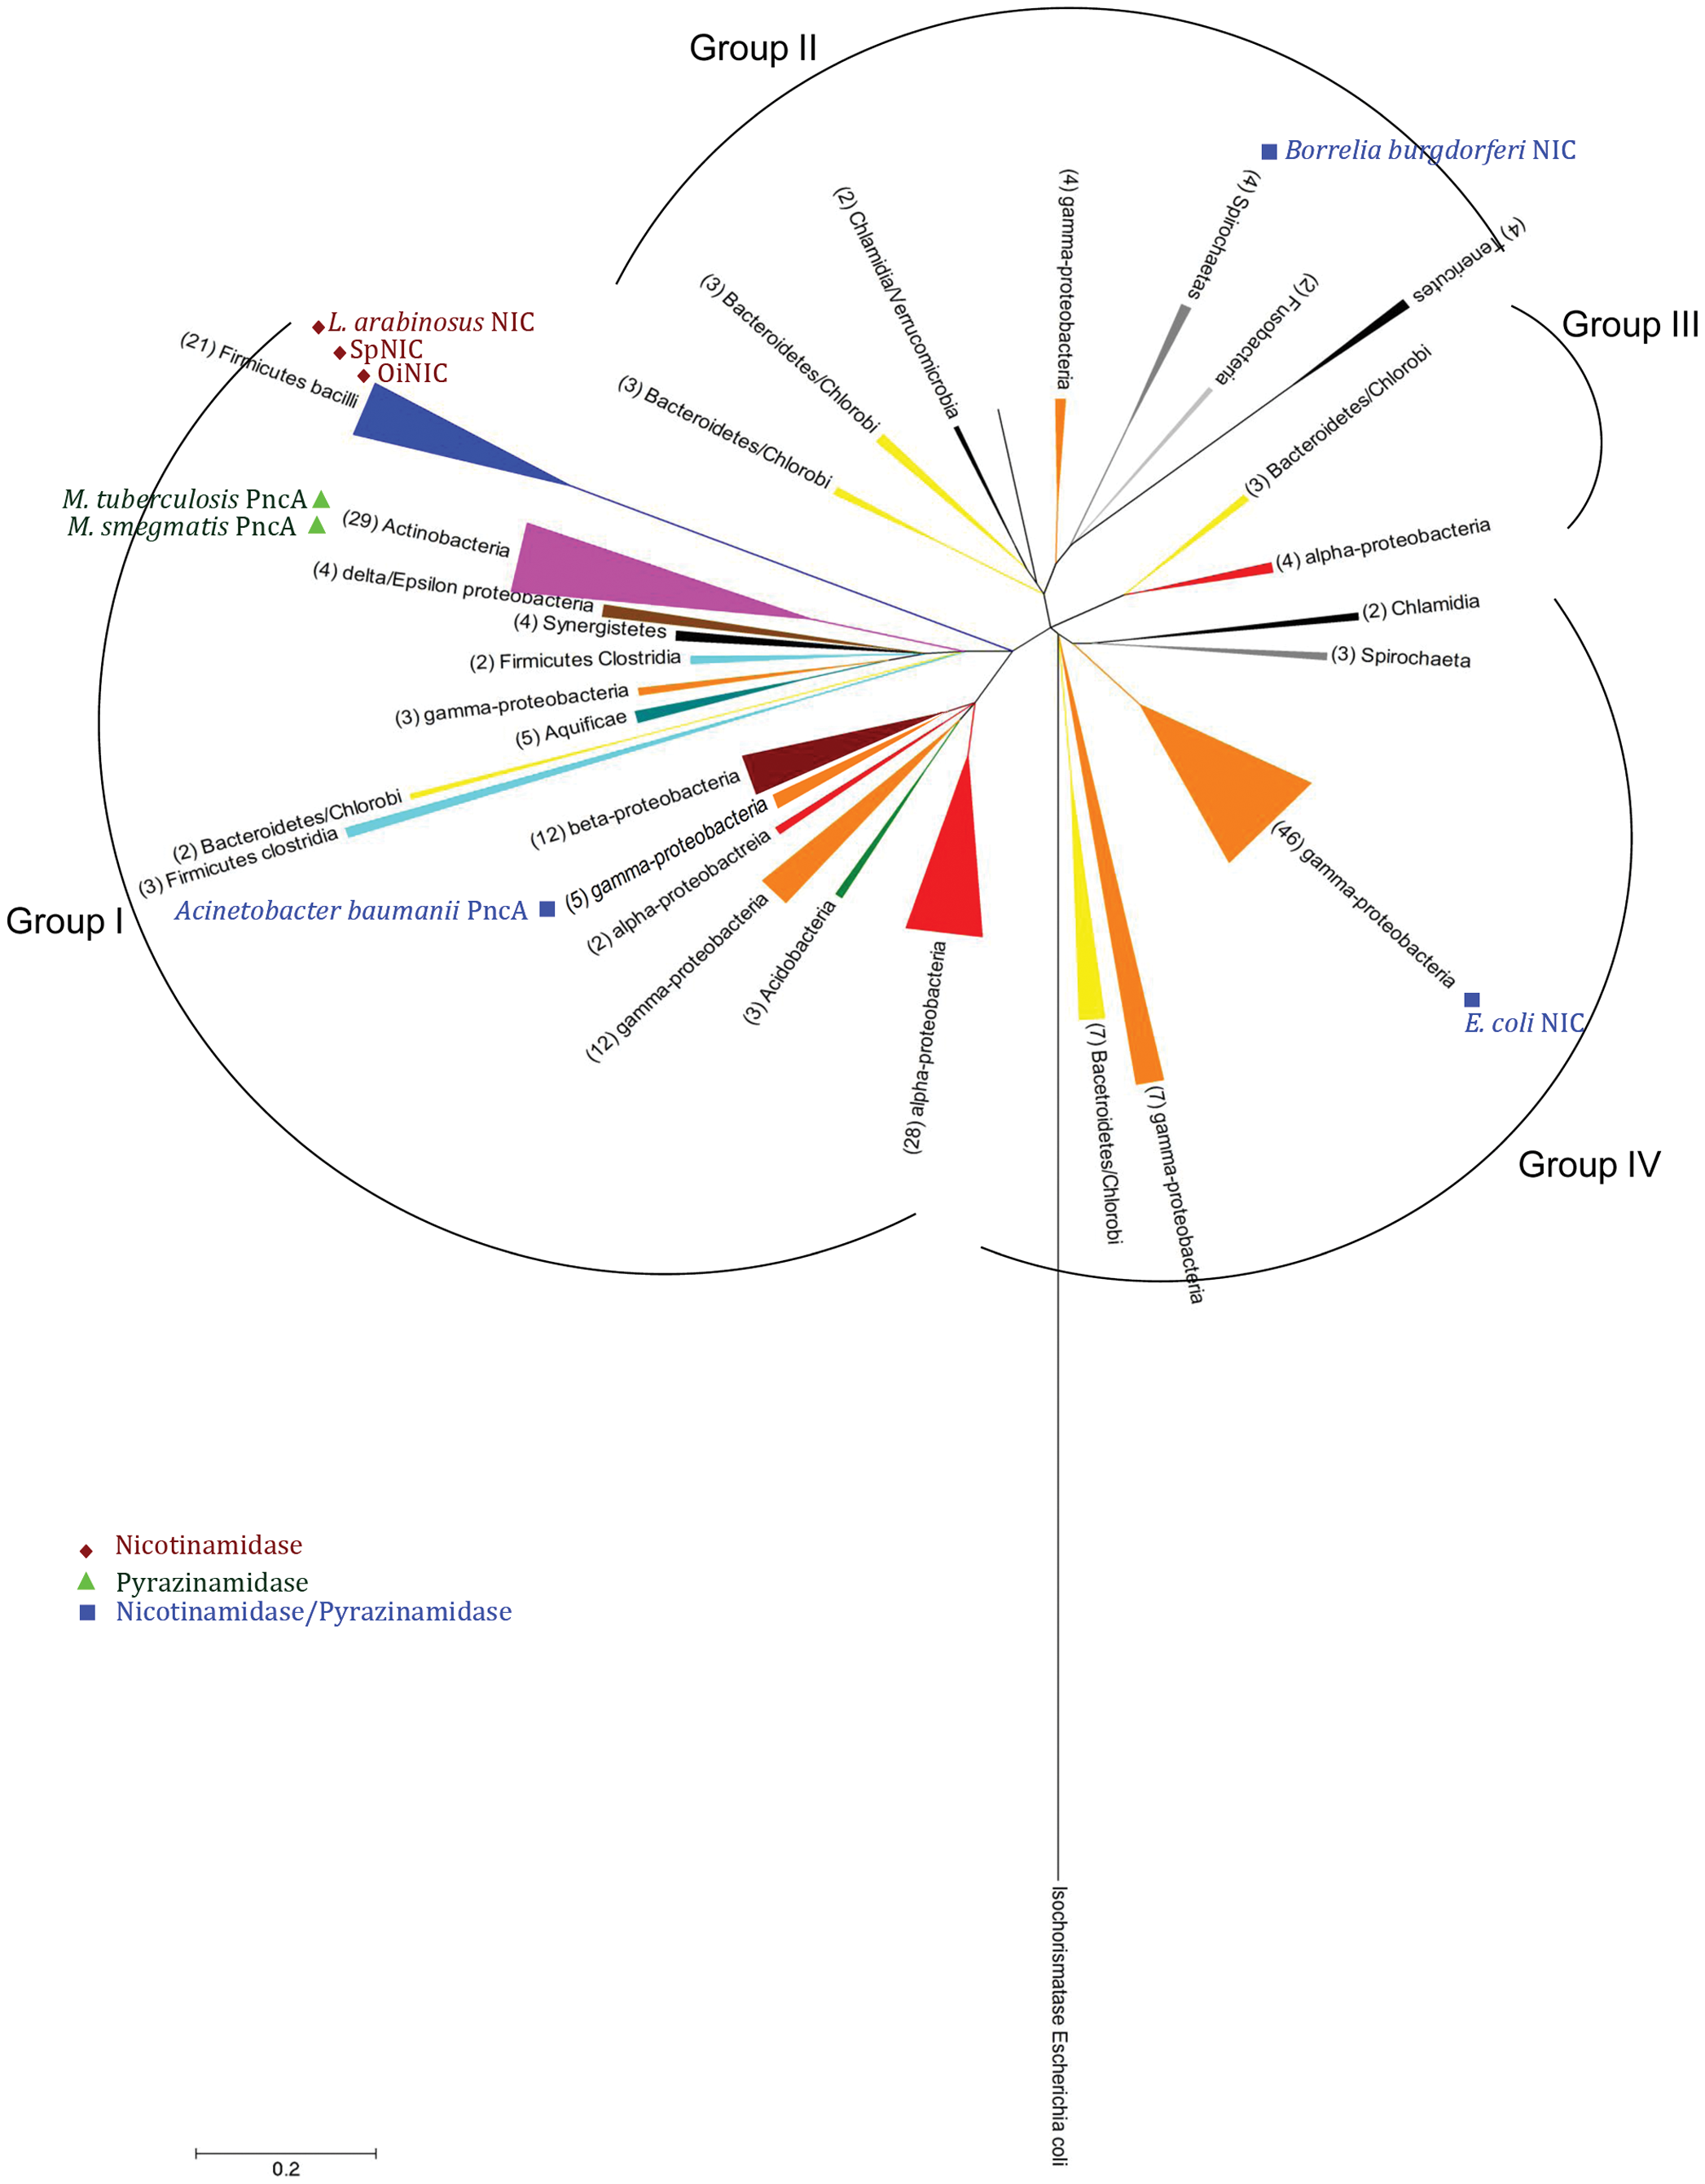 Group II
Borrelia burgdorferi NIC
(4) gamma-proteobacteria
(4) Spirochaetas
(2) Chlamidia/Verrucomicrobia
(4) Tenericutes
(2) Fusobacteria
(3) Bacteroidetes/Chlorobi
(3) Bacteroidetes/Chlorobi
Group III
(3) Bacteroidetes/Chlorobi
L. arabinosus NIC
SpNIC
OiNIC
(21) Firmicutes bacilli
M. tuberculosis PncA
M. smegmatis PncA
(29) Actinobacteria
(4) alpha-proteobacteria
(4) delta/Epsilon proteobacteria
(4) Synergistetes
(2) Chlamidia
(2) Firmicutes Clostridia
(3) Spirochaeta
(3) gamma-proteobacteria
(5) Aquificae
(2) Bacteroidetes/Chlorobi
(3) Firmicutes clostridia
(12) beta-proteobacteria
(5) gamma-proteobacteria
(2) alpha-proteobactreia
Acinetobacter baumanii PncA
Group I
(12) gamma-proteobacteria
(3) Acidobacteria
(28) alpha-proteobacteria
(46) gamma-proteobacteria
E. coli NIC
(7) Bacetroidetes/Chlorobi
(7) gamma-proteobacteria
Group IV
Nicotinamidase
Pyrazinamidase
Nicotinamidase/Pyrazinamidase
Isochorismatase Escherichia coli
0.2